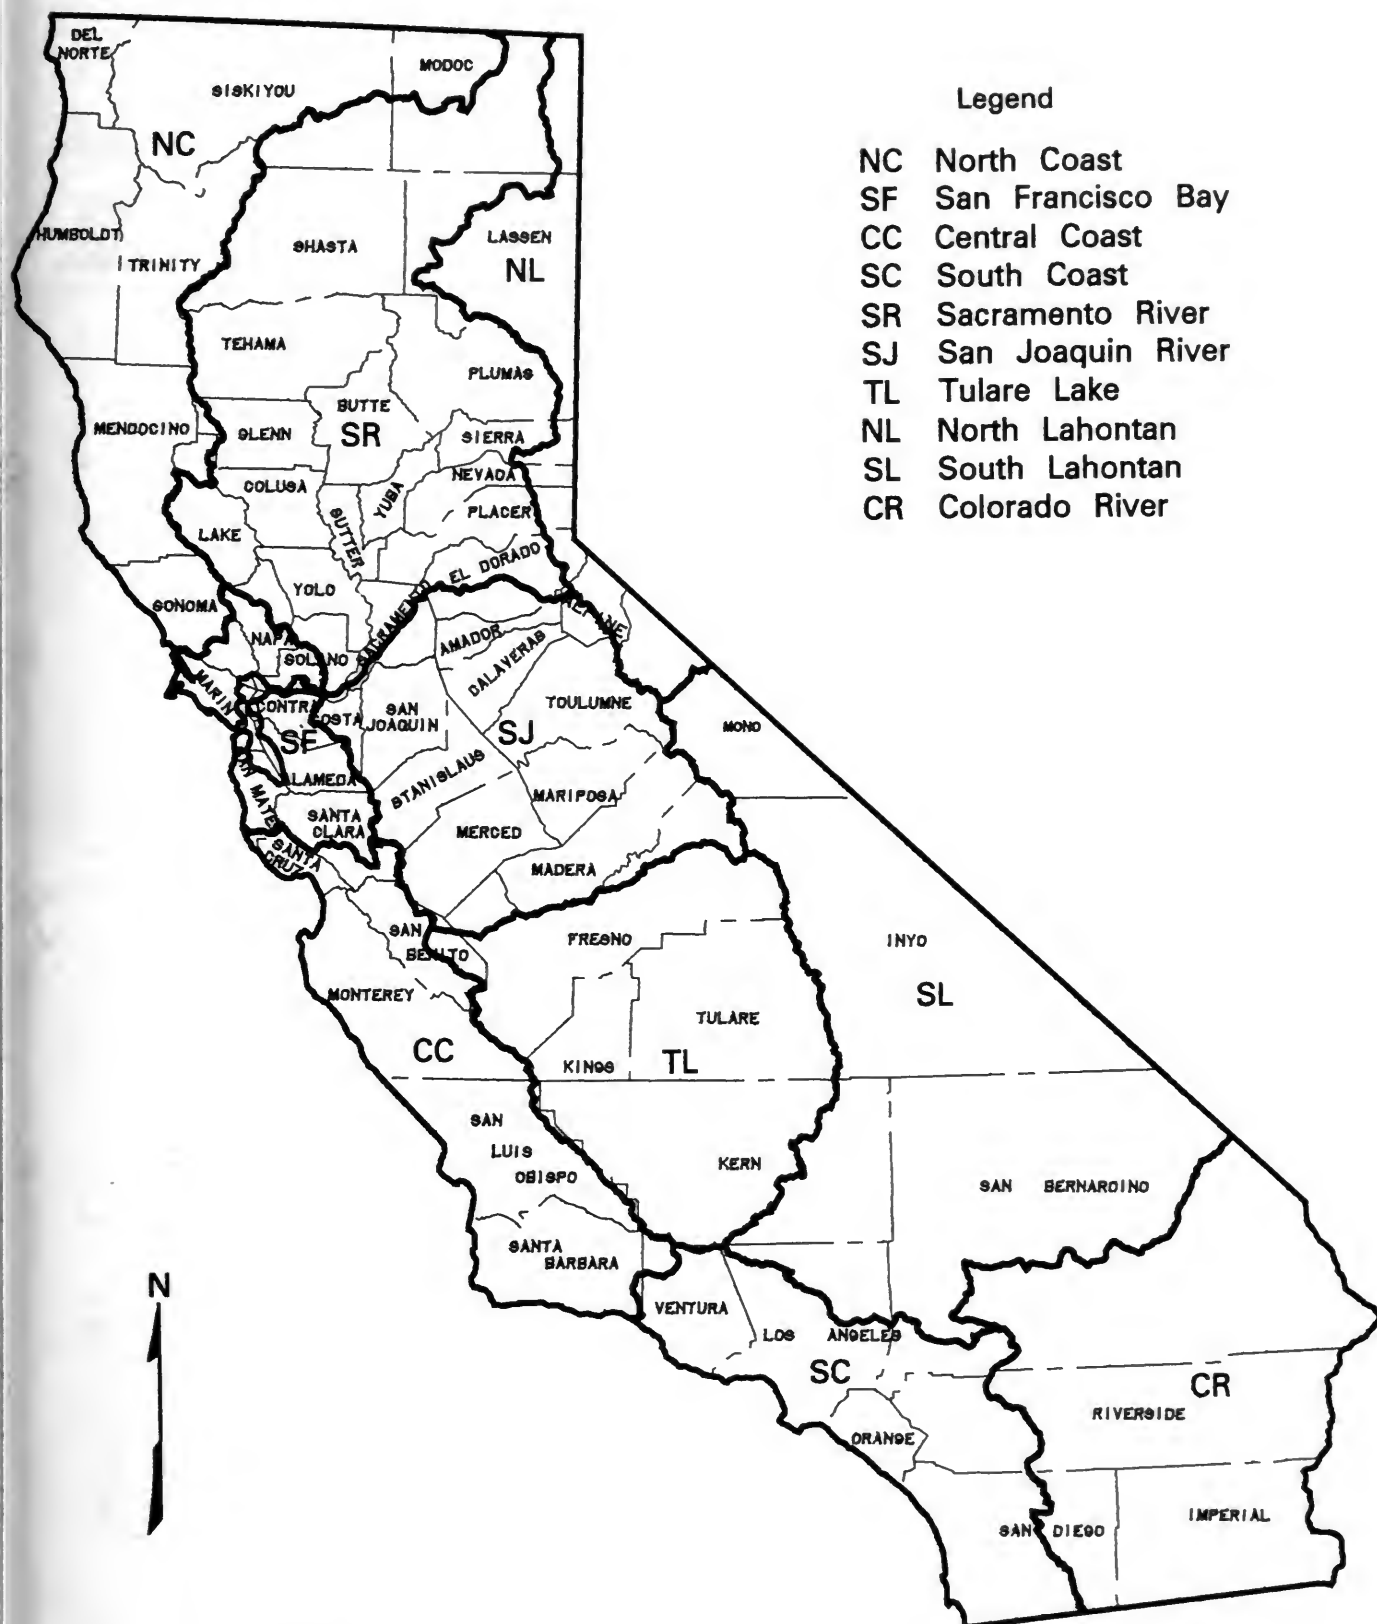 Legend
NC North Coast
SF San Francisco Bay
CC Central Coast
SC South Coast
SR Sacramento River
SJ San Joaquin River
TL Tulare Lake
NL North Lahontan
SL South Lahontan
CR Colorado River
DEL
NORTE
SISKIYOU
MODOC
NC
HUMBOLDT
TRINITY
SHASTA
LASSEN
NL
TEHAMA
PLUMAS
BUTTE
MENDOCINO
GLENN
SR
SIERRA
NEVADA
COLUSA
YUBA
PLACER
SUTTER
LAKE
EL DORADO
YOLO
SONOMA
SACRAMENTO
ALPINE
NAPA
AMADOR
SOLANO
CALAVERAS
MARIN
CONTRA
COSTA
SAN
JOAQUIN
TOULUMNE
SF
SJ
MONO
ALAMEDA
STANISLAUS
MARIPOSA
SAN MATE
SANTA
CLARA
MERCED
SANTA
CRUZ
MADERA
SAN
BENITO
FRESNO
INYO
MONTEREY
SL
TULARE
CC
KINGS
TL
SAN
LUIS
OBISPO
KERN
SAN BERNARDINO
SANTA
BARBARA
N
VENTURA
LOS ANGELES
SC
CR
RIVERSIDE
ORANGE
SAN DIEGO
IMPERIAL